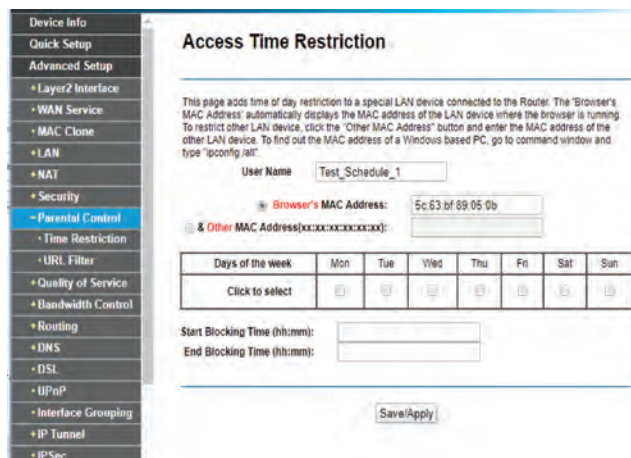 Device Info
Quick Setup
Advanced Setup
+Layer2 Interface
+WAN Service
+MAC Clone
+LAN
+NAT
+Security
-Parental Control
•Time Restriction
•URL Filter
+Quality of Service
+Bandwidth Control
+Routing
+DNS
•DSL
•UPnP
•Interface Grouping
+IP Tunnel
•IPSec
Access Time Restriction
This page adds time of day restriction to a special LAN device connected to the Router. The 'Browser's
MAC Address' automatically displays the MAC address of the LAN device where the browser is running.
To restrict other LAN device, click the "Other MAC Address" button and enter the MAC address of the
other LAN device. To find out the MAC address of a Windows based PC, go to command window and
type "ipconfig /all".
User Name Test_Schedule_1
Browser's MAC Address: 5c:63:bf:89:05:0b
& Other MAC Address(xx:xx:xx:xx:xx:xx):
Days of the week Mon Tue Wed Thu Fri Sat Sun
Click to select
Start Blocking Time (hh:mm):
End Blocking Time (hh:mm):
Save/Apply